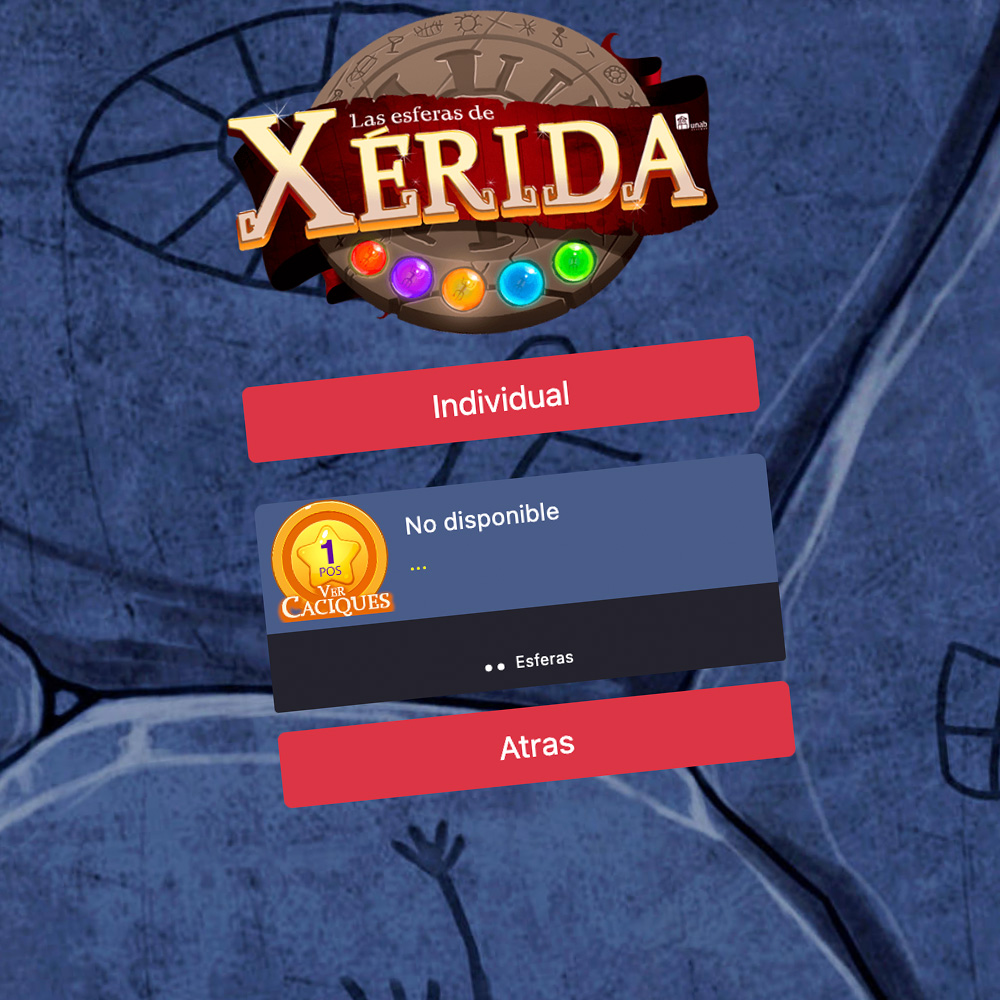 Las esferas de
XÉRIDA
unab
Individual
No disponible
...
1
POS
VER
CACIQUES
Esferas
Atras